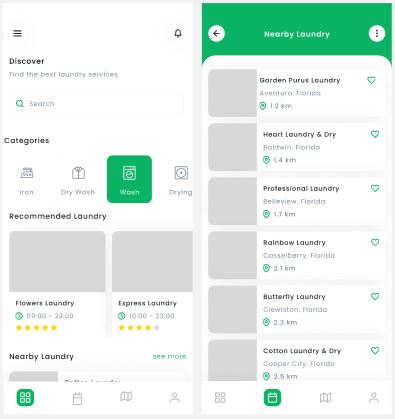 Discover
Find the best laundry services
Search
Categories
Iron
Dry Wash
Wash
Drying
Recommended Laundry
Flowers Laundry
09:00 - 22:00
Express Laundry
10:00 - 23:00
Nearby Laundry
see more
Cotton Laundry
Nearby Laundry
Garden Purus Laundry
Aventura, Florida
1.2 km
Heart Laundry & Dry
Baldwin, Florida
1.4 km
Professional Laundry
Belleview, Florida
1.7 km
Rainbow Laundry
Casselberry, Florida
2.1 km
Butterfly Laundry
Clewiston, Florida
2.3 km
Cotton Laundry & Dry
Cooper City, Florida
2.5 km